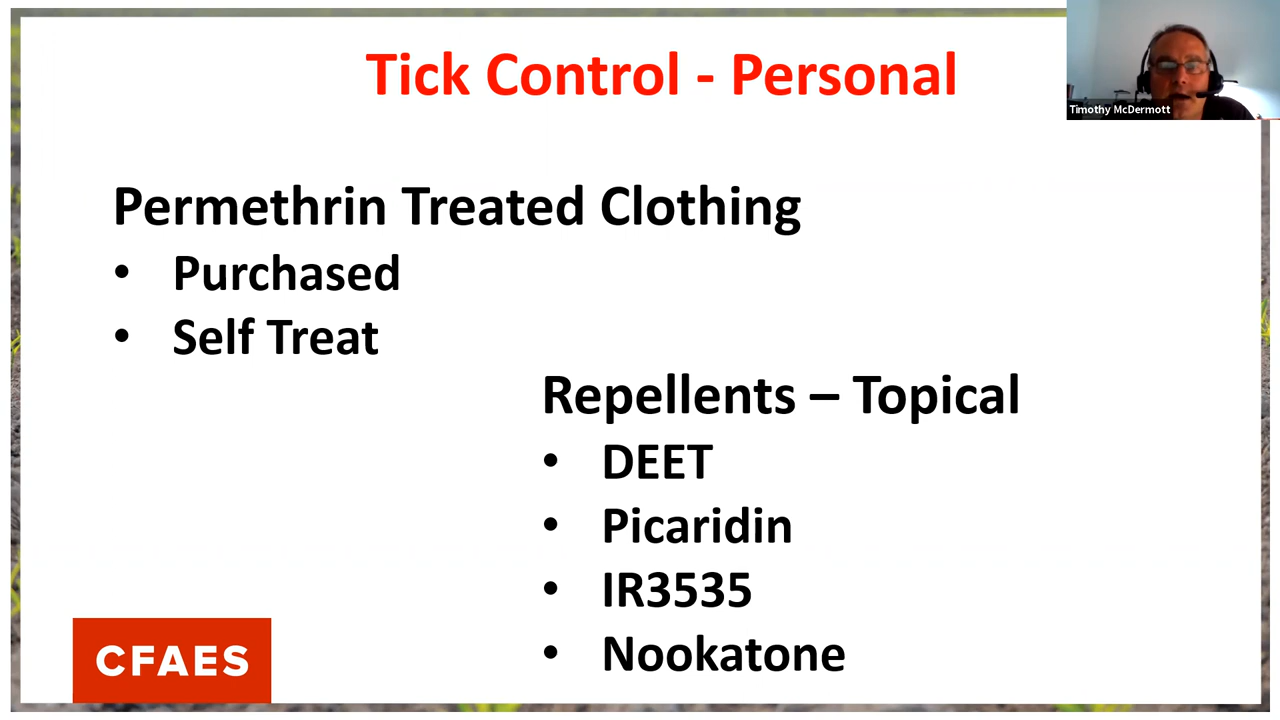 Tick Control - Personal
Timothy McDermott
Permethrin Treated Clothing
• Purchased
• Self Treat
Repellents – Topical
• DEET
• Picaridin
• IR3535
• Nookatone
CFAES